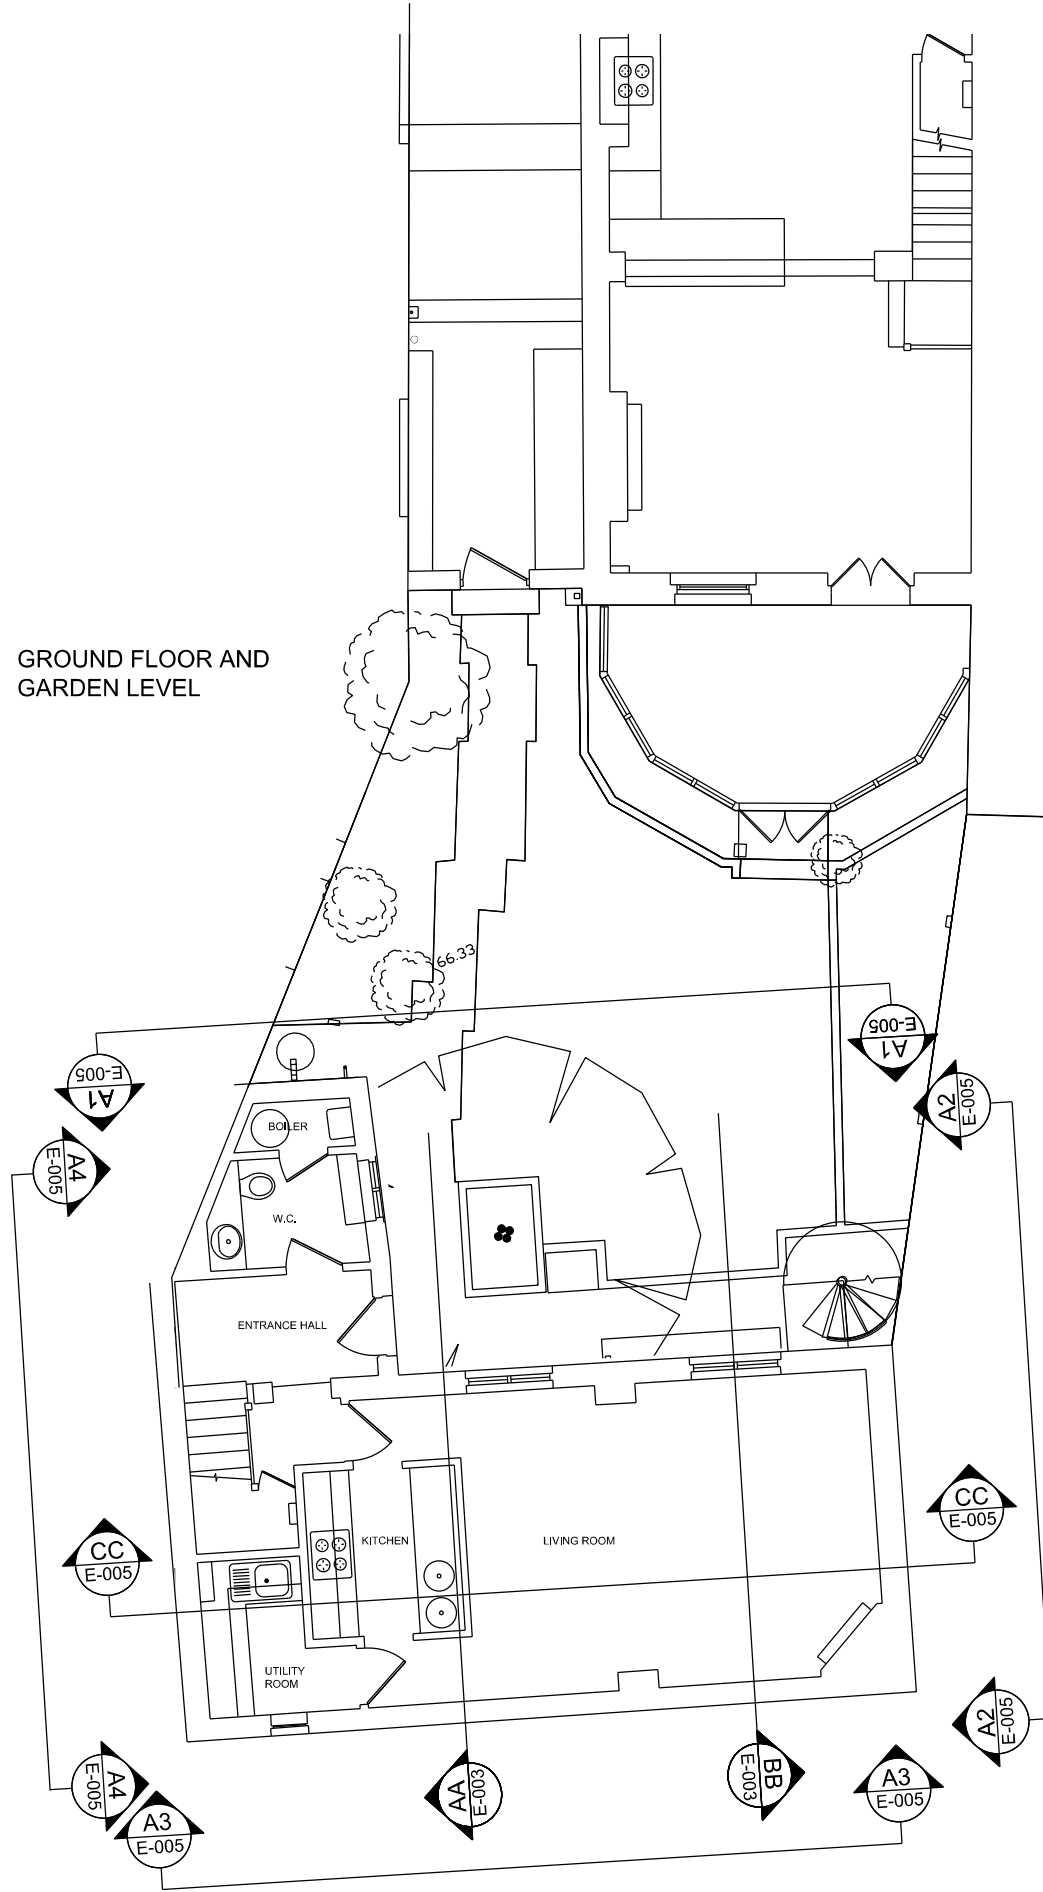 GROUND FLOOR AND
GARDEN LEVEL
66.33
A1
E-005
A1
E-005
A2
E-005
A4
E-005
BOILER
W.C.
ENTRANCE HALL
CC
E-005
CC
E-005
KITCHEN
LIVING ROOM
UTILITY
ROOM
A2
E-005
A4
E-005
AA
E-003
BB
E-003
A3
E-005
A3
E-005